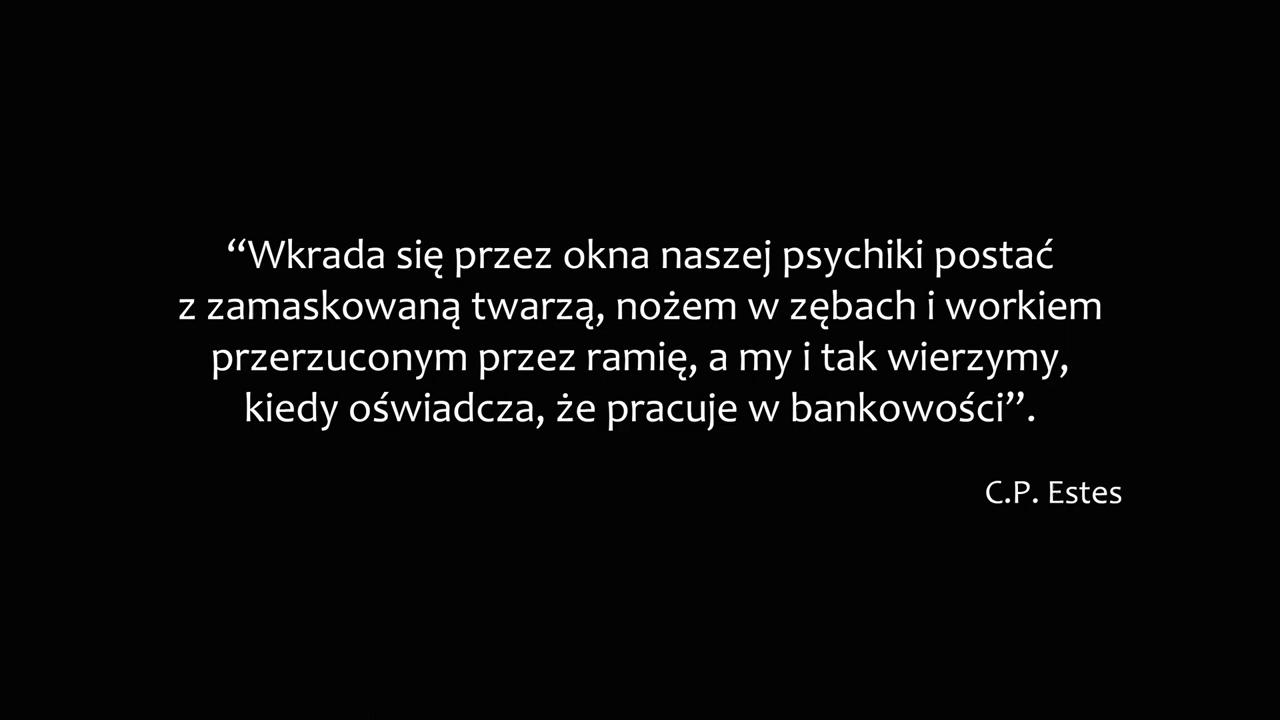 “Wkrada się przez okna naszej psychiki postać
z zamaskowaną twarzą, nożem w zębach i workiem
przerzuconym przez ramię, a my i tak wierzymy,
kiedy oświadcza, że pracuje w bankowości”.
C.P. Estes